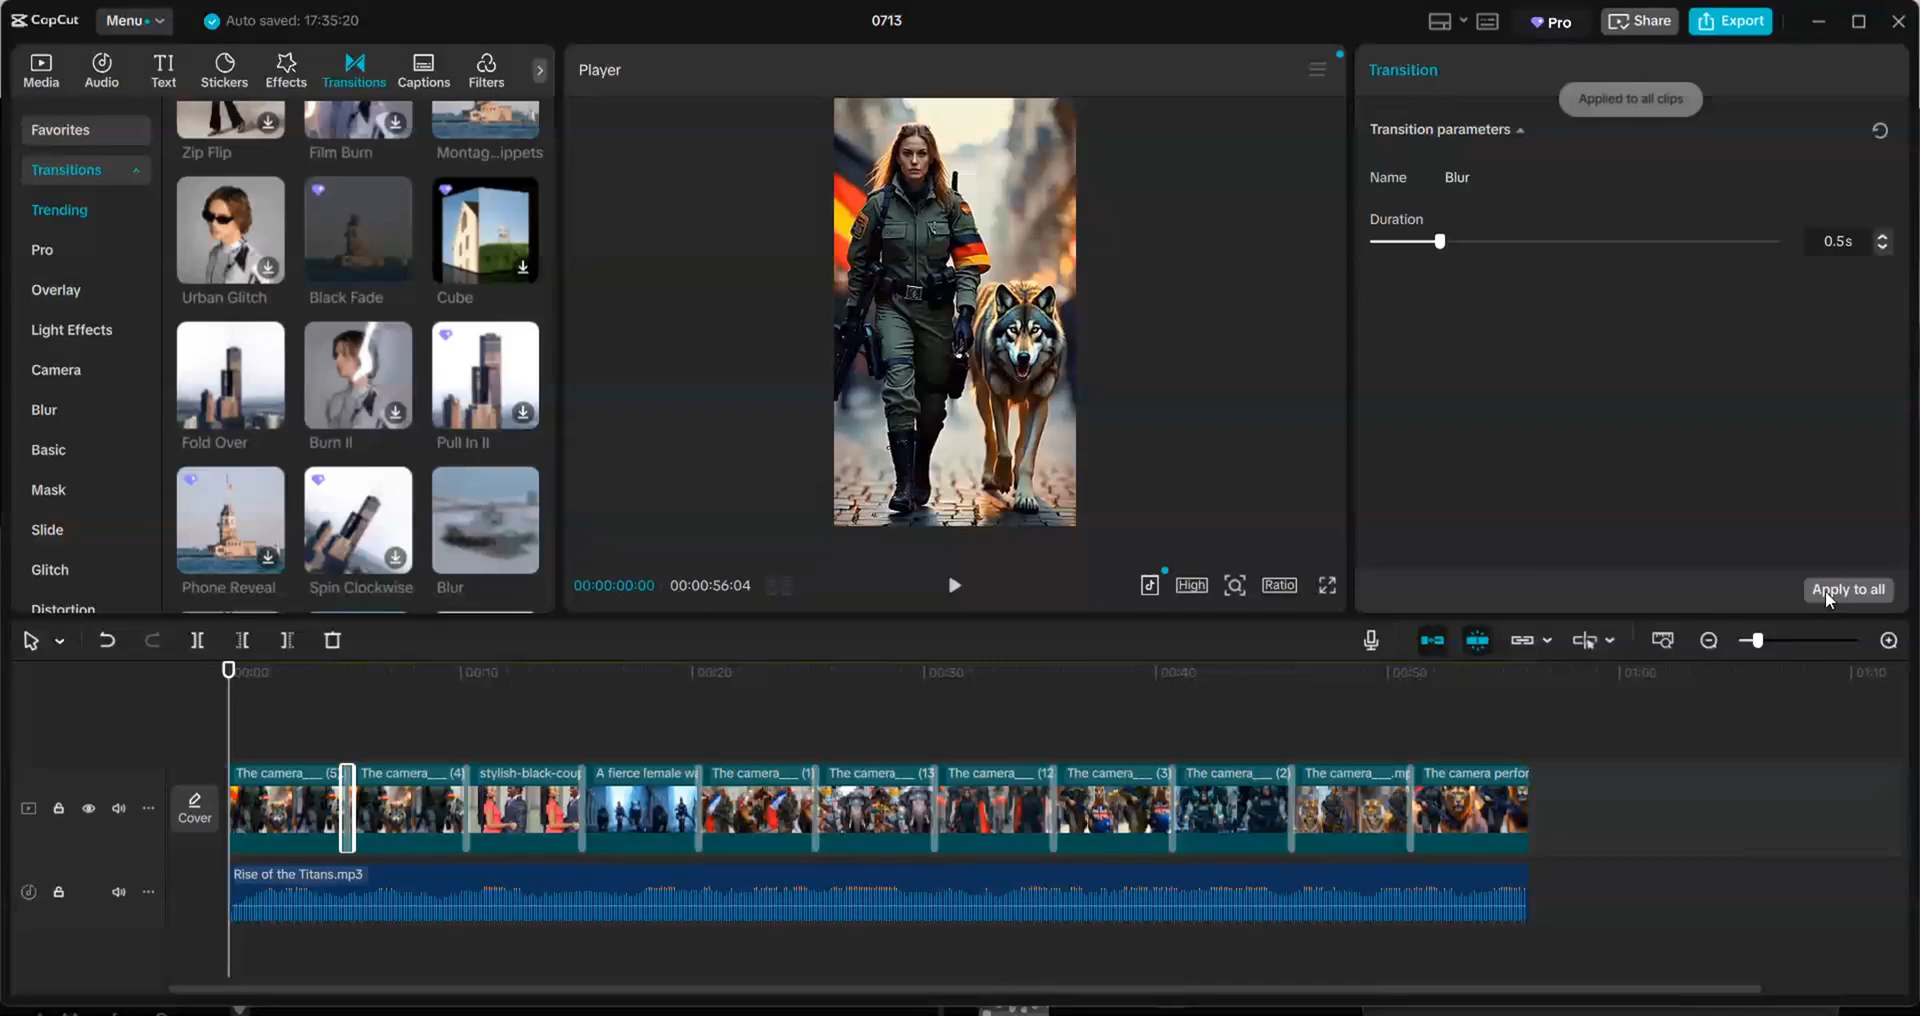 CapCut
Menu
Auto saved: 17:35:20
0713
Pro
Share
Export
Media
Audio
Text
Stickers
Effects
Transitions
Captions
Filters
Player
Transition
Applied to all clips
Favorites
Transitions
Trending
Pro
Overlay
Light Effects
Camera
Blur
Basic
Mask
Slide
Glitch
Distortion
Zip Flip
Film Burn
Montag...ippets
Urban Glitch
Black Fade
Cube
Fold Over
Burn II
Pull In II
Phone Reveal
Spin Clockwise
Blur
Transition parameters
Name Blur
Duration
0.5s
00:00:00:00 00:00:56:04
High
Ratio
Apply to all
00:00 00:10 00:20 00:30 00:40 00:50 01:00 01:10
The camera___ (5)
The camera___ (4)
stylish-black-coup
A fierce female wa
The camera___ (1)
The camera___ (13
The camera___ (12
The camera___ (3)
The camera___ (2)
The camera___.mp
The camera perfor
Cover
Rise of the Titans.mp3